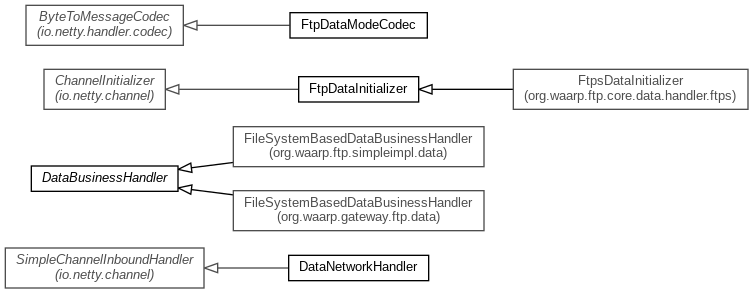 ByteToMessageCodec
(io.netty.handler.codec)
FtpDataModeCodec
ChannelInitializer
(io.netty.channel)
FtpDataInitializer
FtpsDataInitializer
(org.waarp.ftp.core.data.handler.ftps)
DataBusinessHandler
FileSystemBasedDataBusinessHandler
(org.waarp.ftp.simpleimpl.data)
FileSystemBasedDataBusinessHandler
(org.waarp.gateway.ftp.data)
SimpleChannelInboundHandler
(io.netty.channel)
DataNetworkHandler